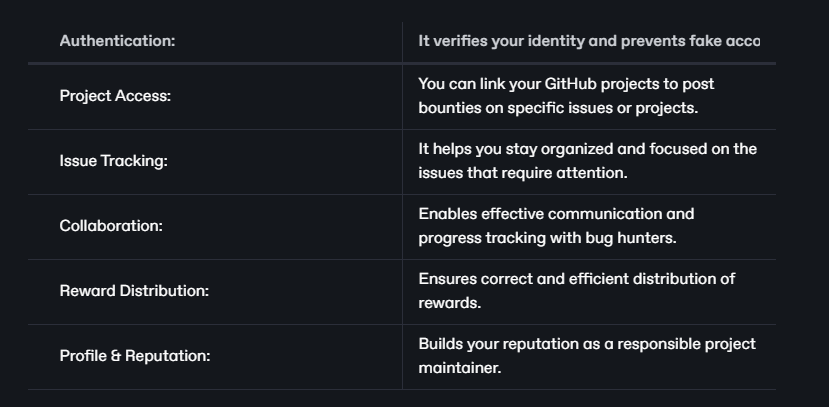 Authentication:
It verifies your identity and prevents fake acco
Project Access:
You can link your GitHub projects to post
bounties on specific issues or projects.
Issue Tracking:
It helps you stay organized and focused on the
issues that require attention.
Collaboration:
Enables effective communication and
progress tracking with bug hunters.
Reward Distribution:
Ensures correct and efficient distribution of
rewards.
Profile & Reputation:
Builds your reputation as a responsible project
maintainer.